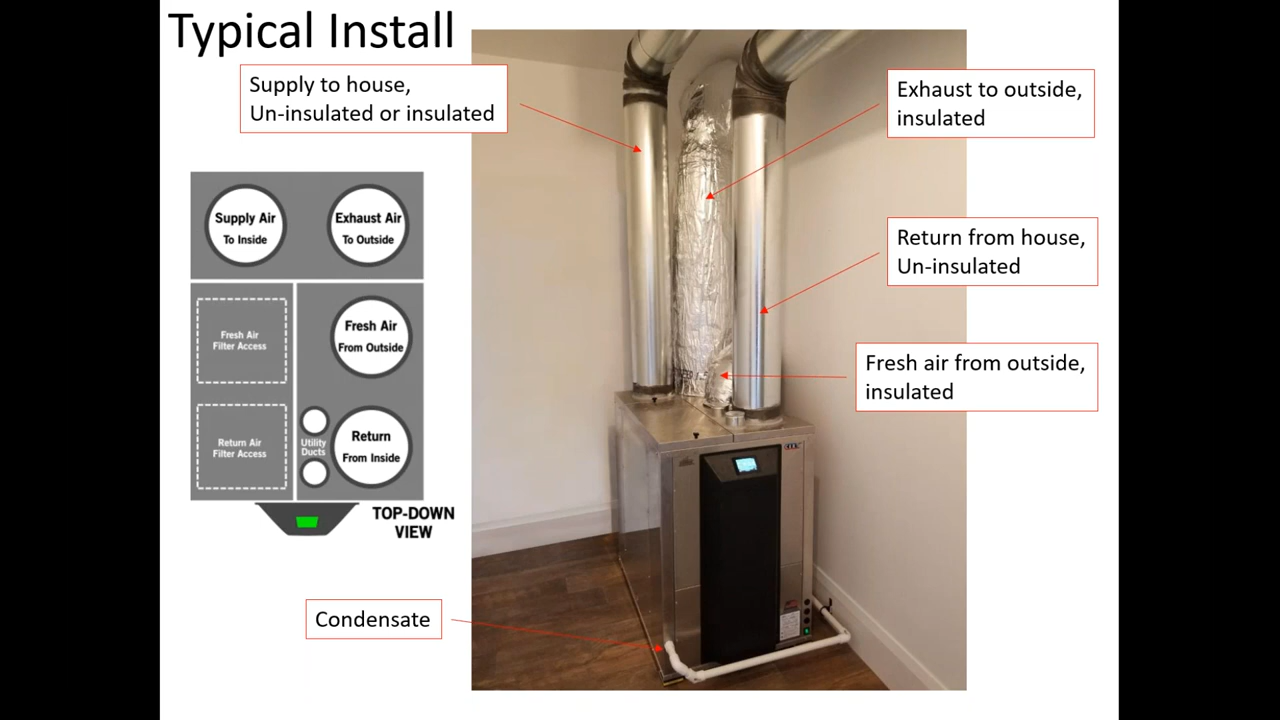 Typical Install
Supply to house,
Un-insulated or insulated
Exhaust to outside,
insulated
Supply Air
To Inside
Exhaust Air
To Outside
Return from house,
Un-insulated
Fresh Air
Filter Access
Fresh Air
From Outside
Fresh air from outside,
insulated
Return Air
Filter Access
Utility
Ducts
Return
From Inside
TOP-DOWN
VIEW
Condensate